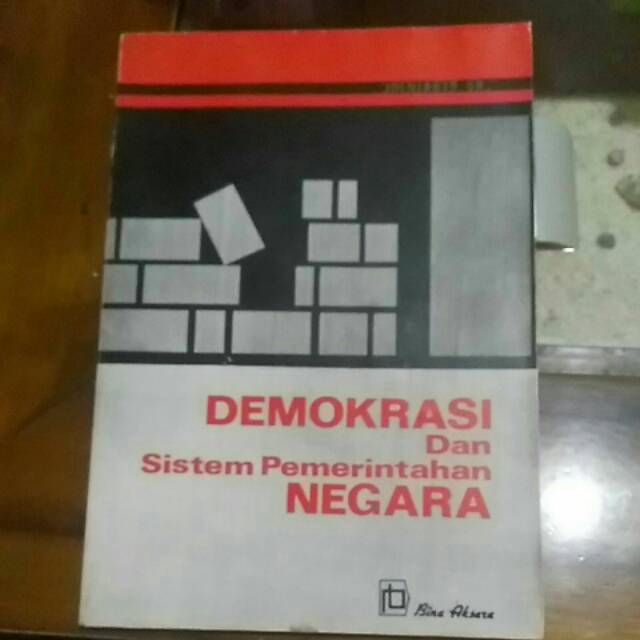 DEMOKRASI
Dan
Sistem Pemerintahan
NEGARA
Bina Aksara